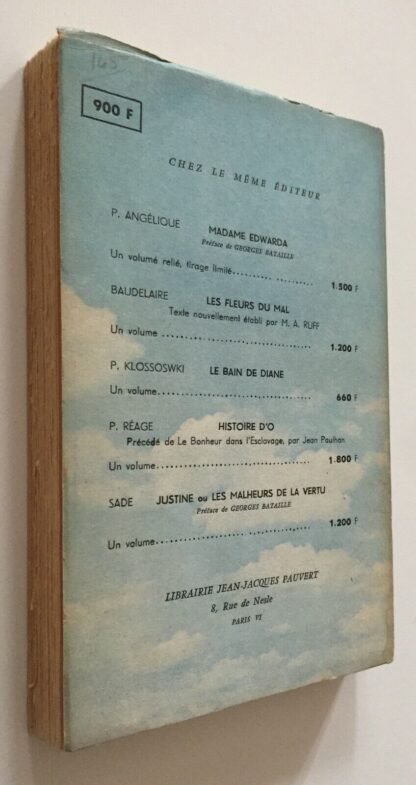 165
900 F
CHEZ LE MÊME ÉDITEUR
P. ANGÉLIQUE MADAME EDWARDA
Préface de GEORGES BATAILLE
Un volume relié, tirage limité.................. 1.500 F
BAUDELAIRE LES FLEURS DU MAL
Texte nouvellement établi par M. A. RUFF
Un volume .................................. 1.200 F
P. KLOSSOSWKI LE BAIN DE DIANE
Un volume.................................. 660 F
P. RÉAGE HISTOIRE D'O
Précédé de Le Bonheur dans l'Esclavage, par Jean Paulhan
Un volume.................................. 1.800 F
SADE JUSTINE ou LES MALHEURS DE LA VERTU
Préface de GEORGES BATAILLE
Un volume.................................. 1.200 F
LIBRAIRIE JEAN-JACQUES PAUVERT
8, Rue de Nesle
PARIS VI